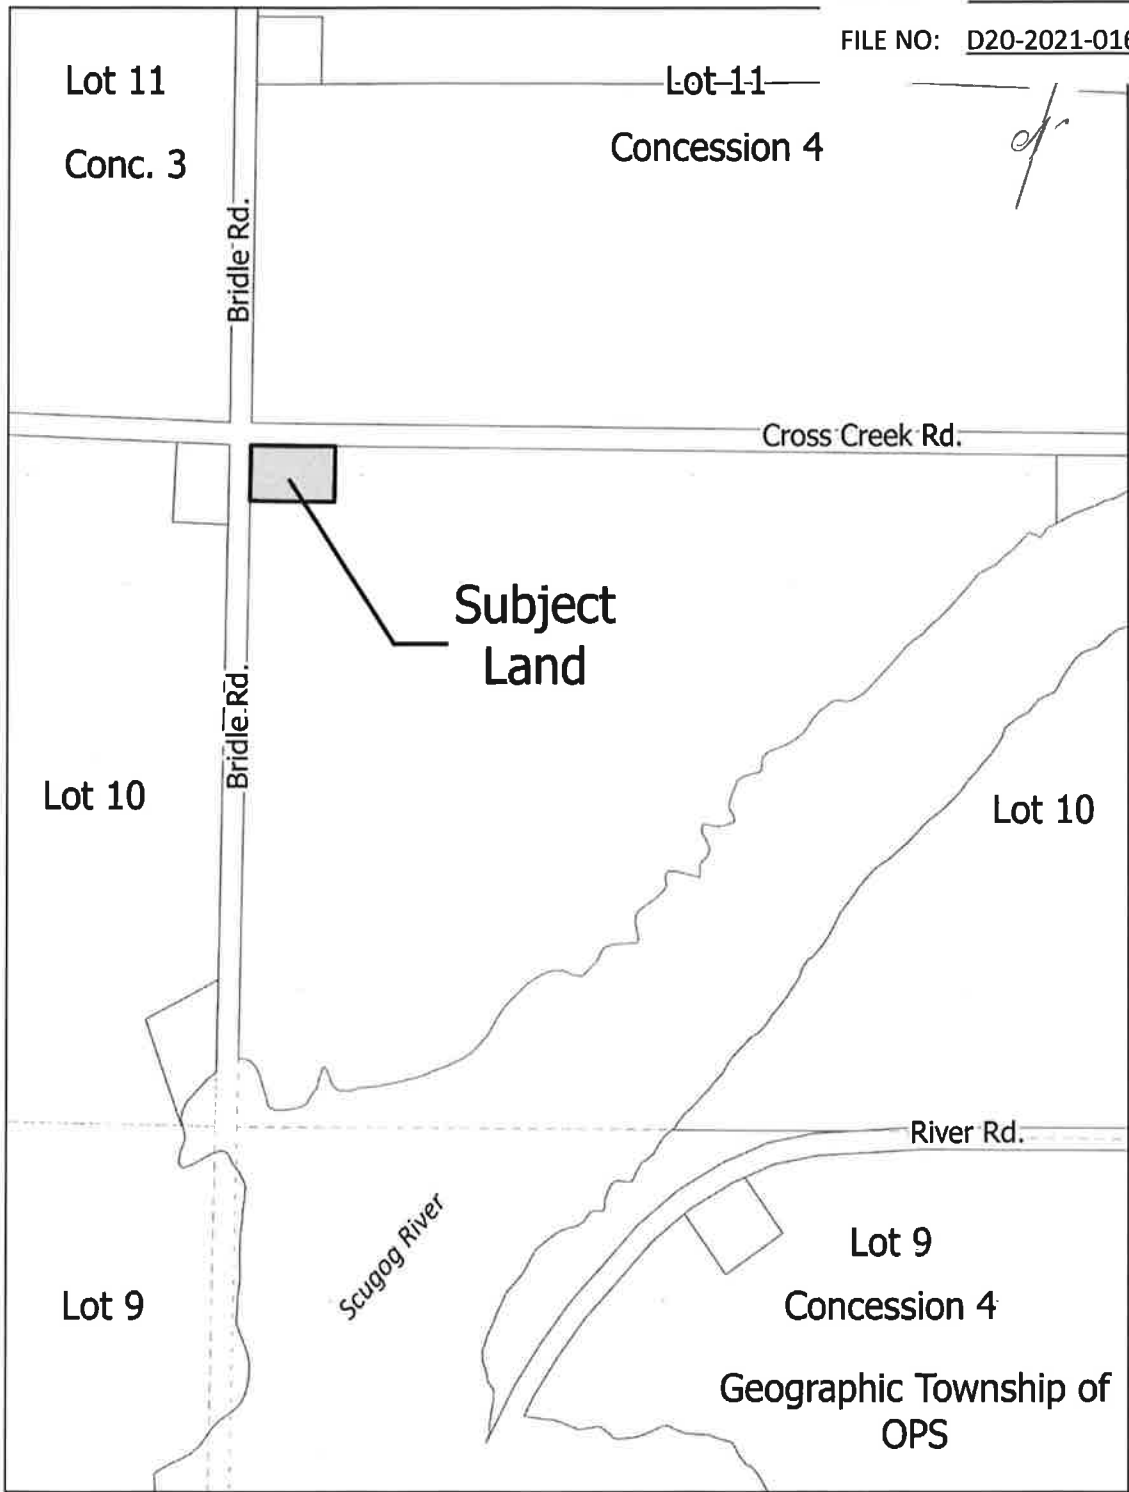 FILE NO: D20-2021-016
Lot 11
Lot 11
Conc. 3
Concession 4
Bridle Rd.
Cross Creek Rd.
Subject
Land
Bridle Rd.
Lot 10
Lot 10
River Rd.
Scugog River
Lot 9
Lot 9
Concession 4
Geographic Township of
OPS